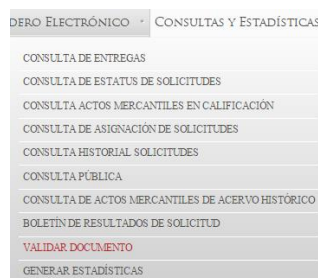 DERO ELECTRÓNICO · CONSULTAS Y ESTADÍSTICAS
CONSULTA DE ENTREGAS
CONSULTA DE ESTATUS DE SOLICITUDES
CONSULTA ACTOS MERCANTILES EN CALIFICACIÓN
CONSULTA DE ASIGNACIÓN DE SOLICITUDES
CONSULTA HISTORIAL SOLICITUDES
CONSULTA PÚBLICA
CONSULTA DE ACTOS MERCANTILES DE ACERVO HISTÓRICO
BOLETÍN DE RESULTADOS DE SOLICITUD
VALIDAR DOCUMENTO
GENERAR ESTADÍSTICAS